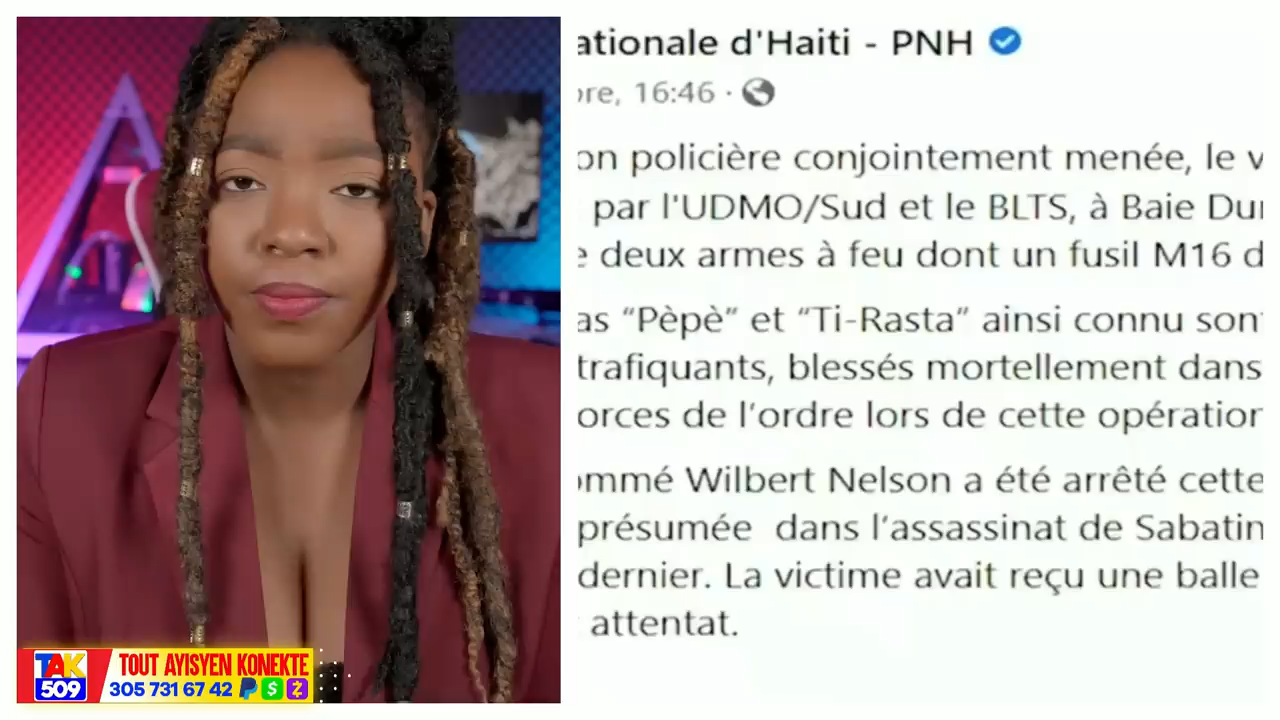 ationale d'Haiti - PNH
re, 16:46 ·
on policière conjointement menée, le v
par l'UDMO/Sud et le BLTS, à Baie Du
deux armes à feu dont un fusil M16 d
as “Pèpè” et “Ti-Rasta” ainsi connu son
trafiquants, blessés mortellement dans
orces de l’ordre lors de cette opération
ommé Wilbert Nelson a été arrêté cette
présumée dans l’assassinat de Sabatin
dernier. La victime avait reçu une balle
attentat.
TAK
509
TOUT AYISYEN KONEKTE
305 731 67 42